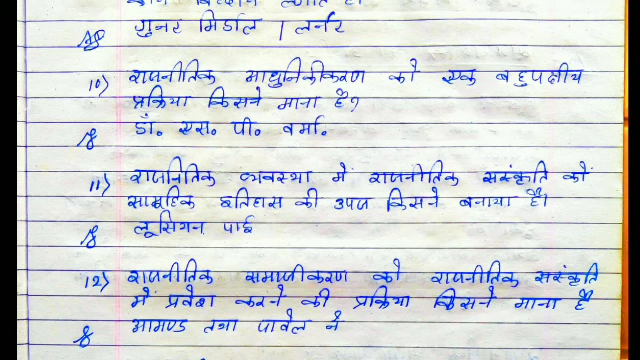 गुनर मिर्डाल / लर्नर
10) राजनीतिक आधुनिकीकरण को एक बहुपक्षीय
प्रक्रिया किसने माना है?
डॉ. एस. पी. वर्मा.
11) राजनितिक व्यवस्था में राजनीतिक संस्कृति को
सामूहिक इतिहास की उपज किसने बनाया है।
लूसियन पाई
12) राजनीतिक समाजीकरण को राजनीतिक संस्कृति
में प्रवेश करने की प्रक्रिया किसने माना है
आमण्ड तथा पावेल ने